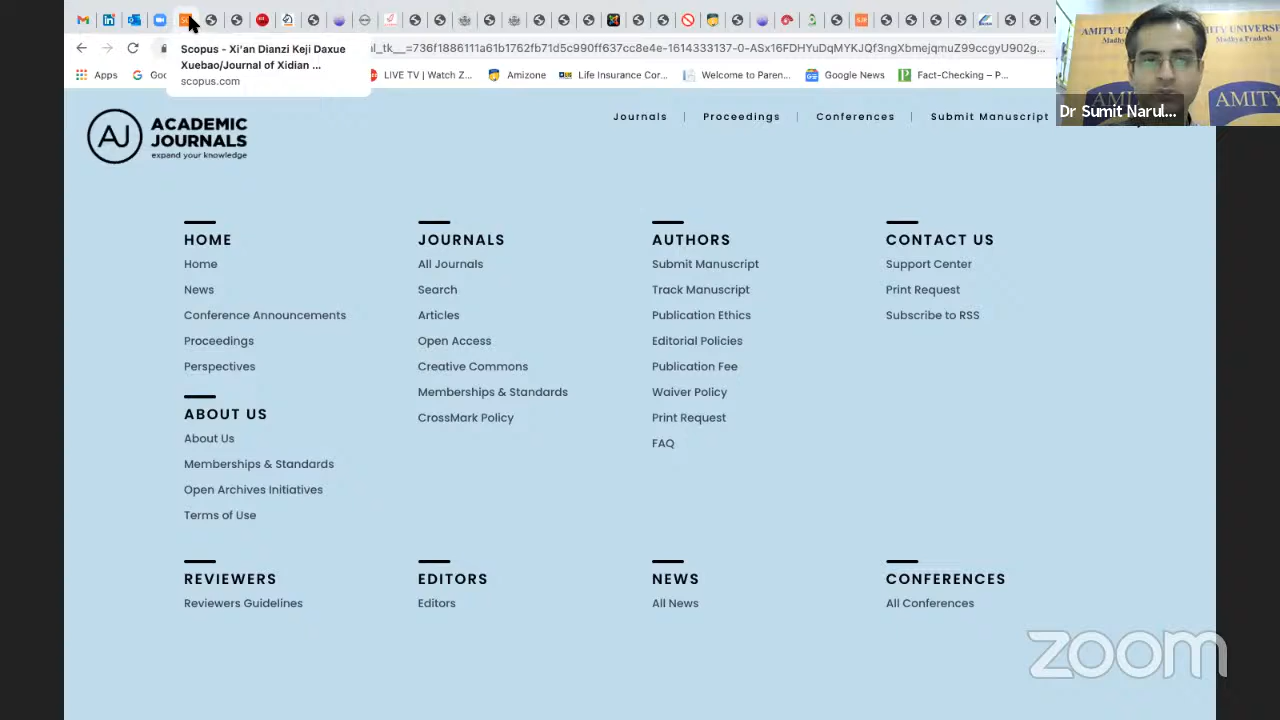 Scopus - Xi'an Dianzi Keji Daxue
Xuebao/Journal of Xidian ...
scopus.com
Apps
LIVE TV | Watch Z...
Amizone
Life Insurance Cor...
Welcome to Paren...
Google News
Fact-Checking – P...
AMITY UNIVERSITY
Madhya Pradesh
AMITY
Dr Sumit Narul...
ACADEMIC
JOURNALS
expand your knowledge
Journals
Proceedings
Conferences
Submit Manuscript
HOME
Home
News
Conference Announcements
Proceedings
Perspectives
ABOUT US
About Us
Memberships & Standards
Open Archives Initiatives
Terms of Use
JOURNALS
All Journals
Search
Articles
Open Access
Creative Commons
Memberships & Standards
CrossMark Policy
AUTHORS
Submit Manuscript
Track Manuscript
Publication Ethics
Editorial Policies
Publication Fee
Waiver Policy
Print Request
FAQ
CONTACT US
Support Center
Print Request
Subscribe to RSS
REVIEWERS
Reviewers Guidelines
EDITORS
Editors
NEWS
All News
CONFERENCES
All Conferences
zoom